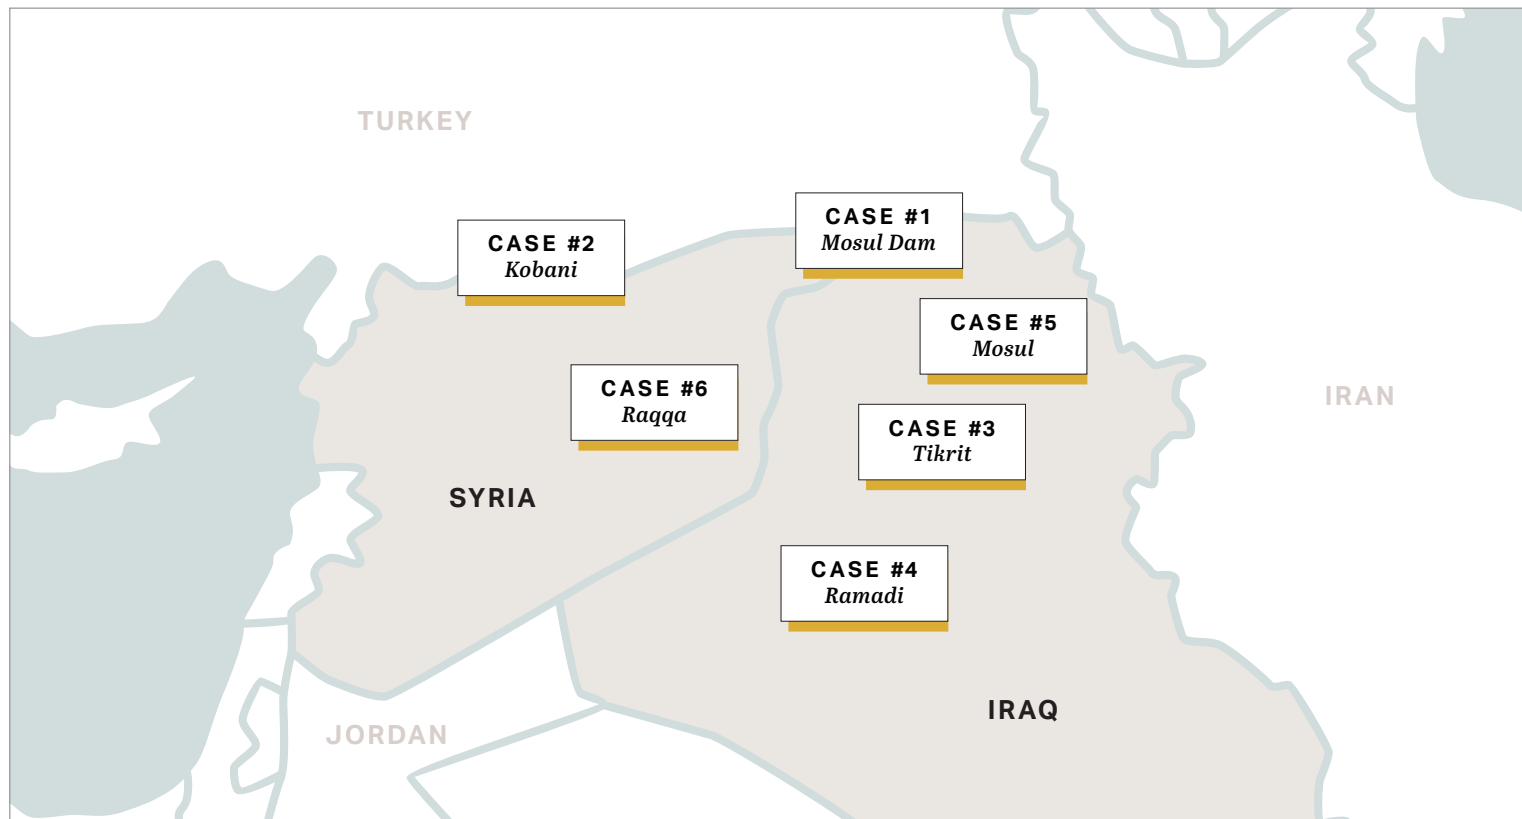 TURKEY
CASE #1
Mosul Dam
CASE #2
Kobani
CASE #5
Mosul
CASE #6
Raqqa
IRAN
CASE #3
Tikrit
SYRIA
CASE #4
Ramadi
IRAQ
JORDAN